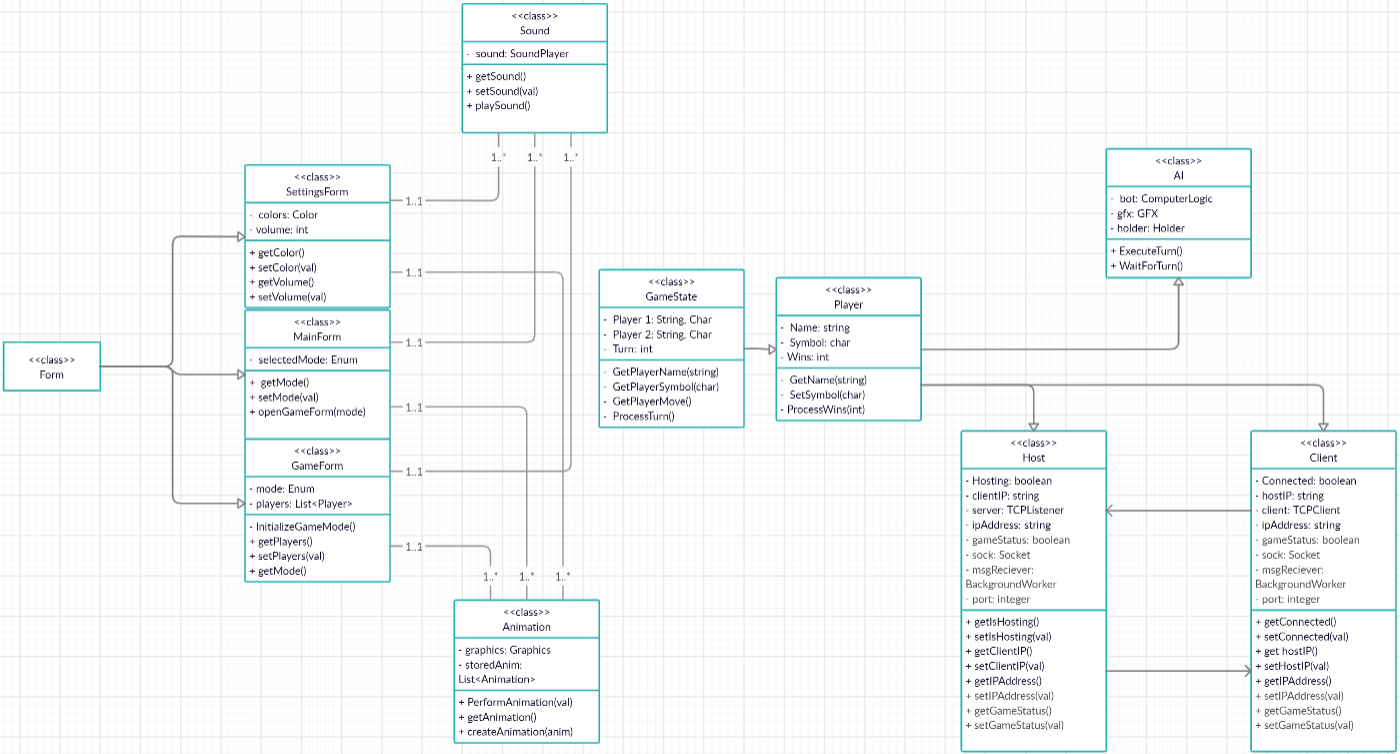 <<class>>
Sound
- sound: SoundPlayer
+ getSound()
+ setSound(val)
+ playSound()
1..*
1..*
1..*
<<class>>
SettingsForm
- colors: Color
- volume: int
+ getColor()
+ setColor(val)
+ getVolume()
+ setVolume(val)
1..1
1..1
<<class>>
MainForm
- selectedMode: Enum
+ getMode()
+ setMode(val)
+ openGameForm(mode)
1..1
1..1
<<class>>
Form
<<class>>
GameForm
- mode: Enum
- players: List<Player>
- InitializeGameMode()
+ getPlayers()
+ setPlayers(val)
+ getMode()
1..1
1..1
1..*
1..*
1..*
<<class>>
Animation
- graphics: Graphics
- storedAnim:
List<Animation>
+ PerformAnimation(val)
+ getAnimation()
+ createAnimation(anim)
<<class>>
GameState
- Player 1: String, Char
- Player 2: String, Char
- Turn: int
- GetPlayerName(string)
- GetPlayerSymbol(char)
- GetPlayerMove()
- ProcessTurn()
<<class>>
Player
- Name: string
- Symbol: char
- Wins: int
- GetName(string)
- SetSymbol(char)
- ProcessWins(int)
<<class>>
AI
- bot: ComputerLogic
- gfx: GFX
- holder: Holder
+ ExecuteTurn()
+ WaitForTurn()
<<class>>
Host
- Hosting: boolean
- clientIP: string
- server: TCPListener
- ipAddress: string
- gameStatus: boolean
- sock: Socket
- msgReciever:
BackgroundWorker
- port: integer
+ getIsHosting()
+ setIsHosting(val)
+ getClientIP()
+ setClientIP(val)
+ getIPAddress()
+ setIPAddress(val)
+ getGameStatus()
+ setGameStatus(val)
<<class>>
Client
- Connected: boolean
- hostIP: string
- client: TCPClient
- ipAddress: string
- gameStatus: boolean
- sock: Socket
- msgReciever:
BackgroundWorker
- port: integer
+ getConnected()
+ setConnected(val)
+ get hostIP()
+ setHostIP(val)
+ getIPAddress()
+ setIPAddress(val)
+ getGameStatus()
+ setGameStatus(val)